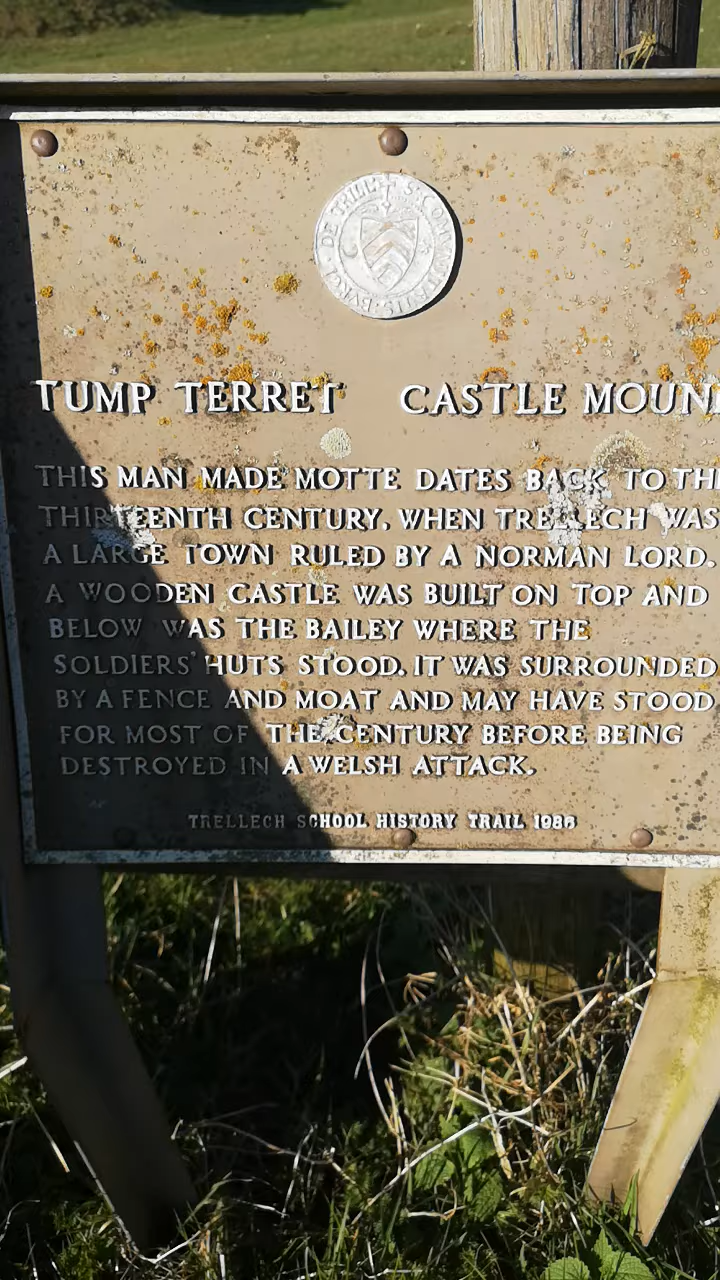 DE TRILL
TUMP TERRET CASTLE MOUN
THIS MAN MADE MOTTE DATES BACK TO TH
THIRTEENTH CENTURY, WHEN TRELLECH WAS
A LARGE TOWN RULED BY A NORMAN LORD.
A WOODEN CASTLE WAS BUILT ON TOP AND
BELOW WAS THE BAILEY WHERE THE
SOLDIERS' HUTS STOOD. IT WAS SURROUNDED
BY A FENCE AND MOAT AND MAY HAVE STOOD
FOR MOST OF THE CENTURY BEFORE BEING
DESTROYED IN A WELSH ATTACK.
TRELLECH SCHOOL HISTORY TRAIL 1986